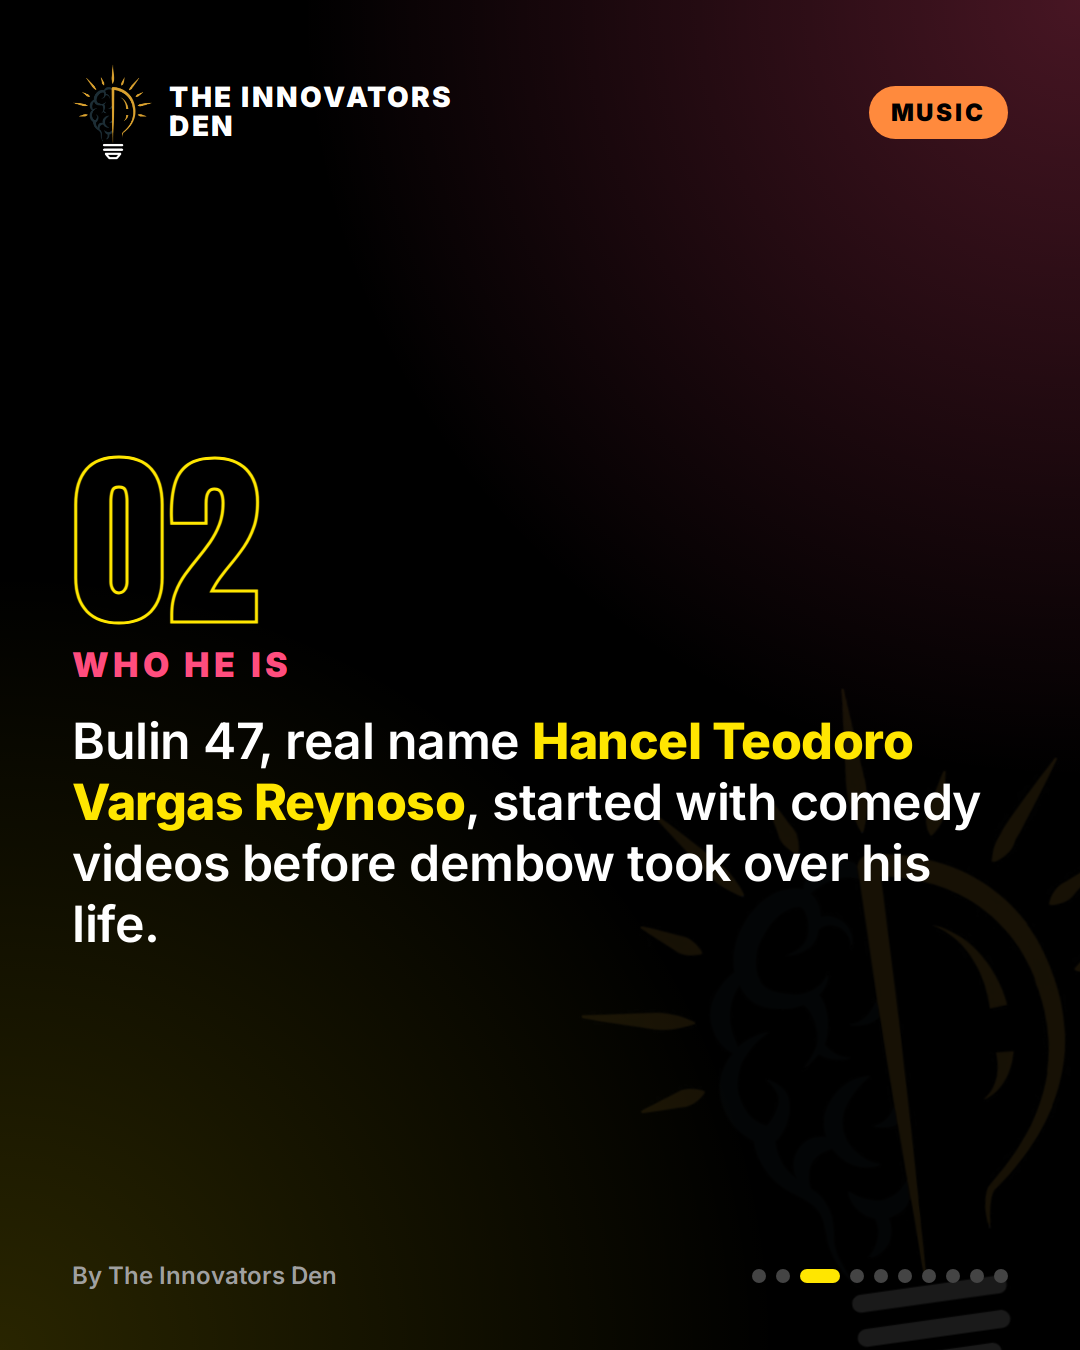 THE INNOVATORS
DEN
MUSIC
02
WHO HE IS
Bulin 47, real name Hancel Teodoro
Vargas Reynoso, started with comedy
videos before dembow took over his
life.
By The Innovators Den